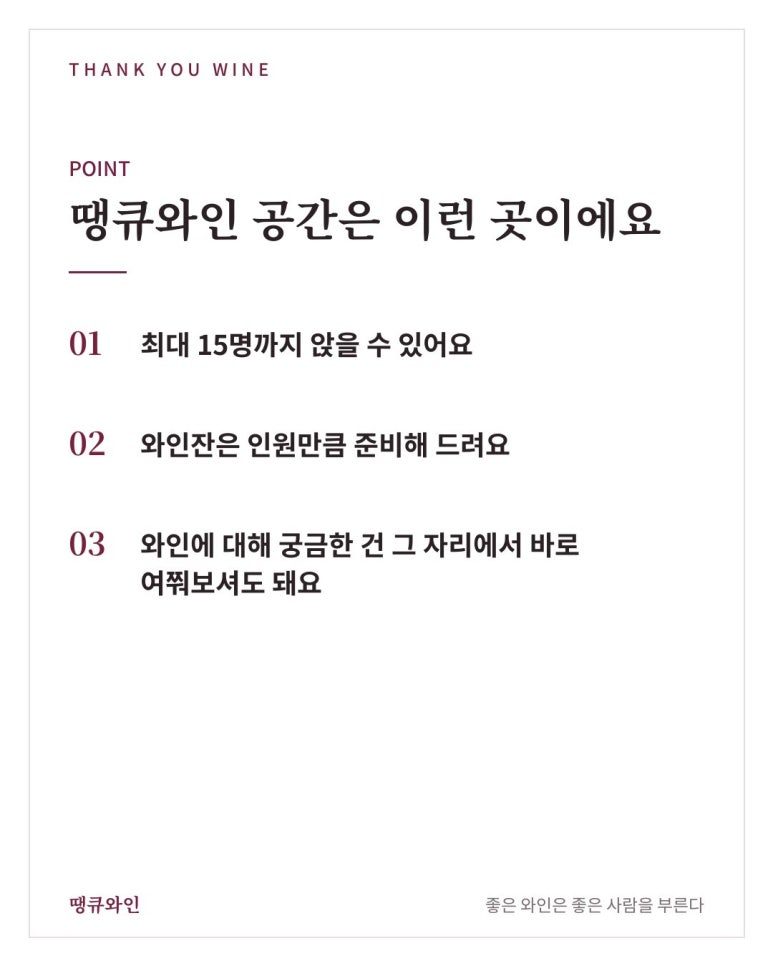 THANK YOU WINE
POINT
땡큐와인 공간은 이런 곳이에요
01 최대 15명까지 앉을 수 있어요
02 와인잔은 인원만큼 준비해 드려요
03 와인에 대해 궁금한 건 그 자리에서 바로
여쭤보셔도 돼요
땡큐와인 좋은 와인은 좋은 사람을 부른다